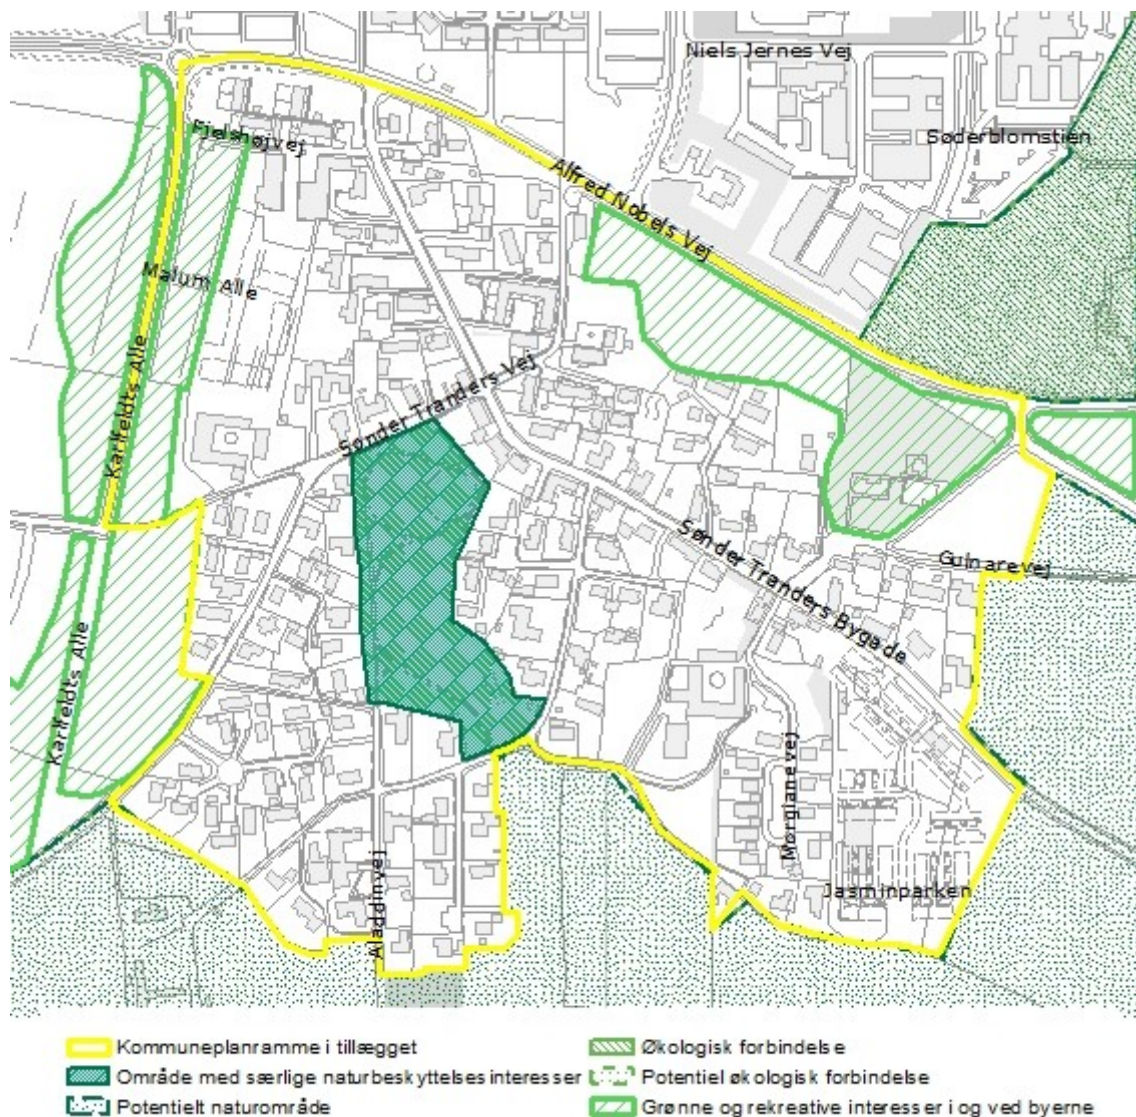 Niels Jernes Vej
Søderblomstien
Fjelshøjvej
Alfred Nobels Vej
Malum Alle
Karlfeldts Alle
Sønder Tranders Vej
Sønder Tranders Bygade
Gulnarevej
Karlfeldts Alle
Morgianevej
Jasminparken
Aladdinvej
Kommuneplanramme i tillægget
Område med særlige naturbeskyttelsesinteresser
Potentielt naturområde
Økologisk forbindelse
Potentiel økologisk forbindelse
Grønne og rekreative interesser i og ved byerne